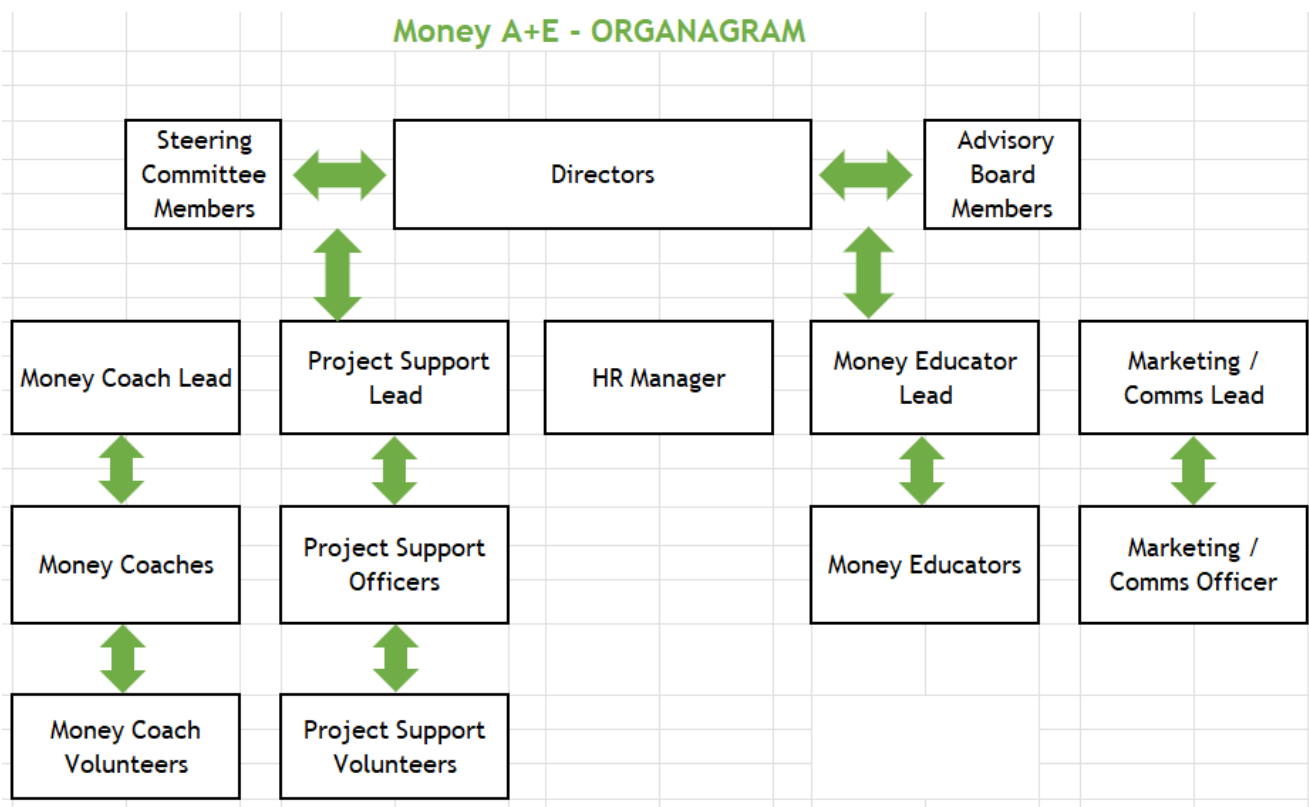 Money A+E - ORGANAGRAM
Steering
Committee
Members
Directors
Advisory
Board
Members
Money Coach Lead
Project Support
Lead
HR Manager
Money Educator
Lead
Marketing /
Comms Lead
Money Coaches
Project Support
Officers
Money Educators
Marketing /
Comms Officer
Money Coach
Volunteers
Project Support
Volunteers